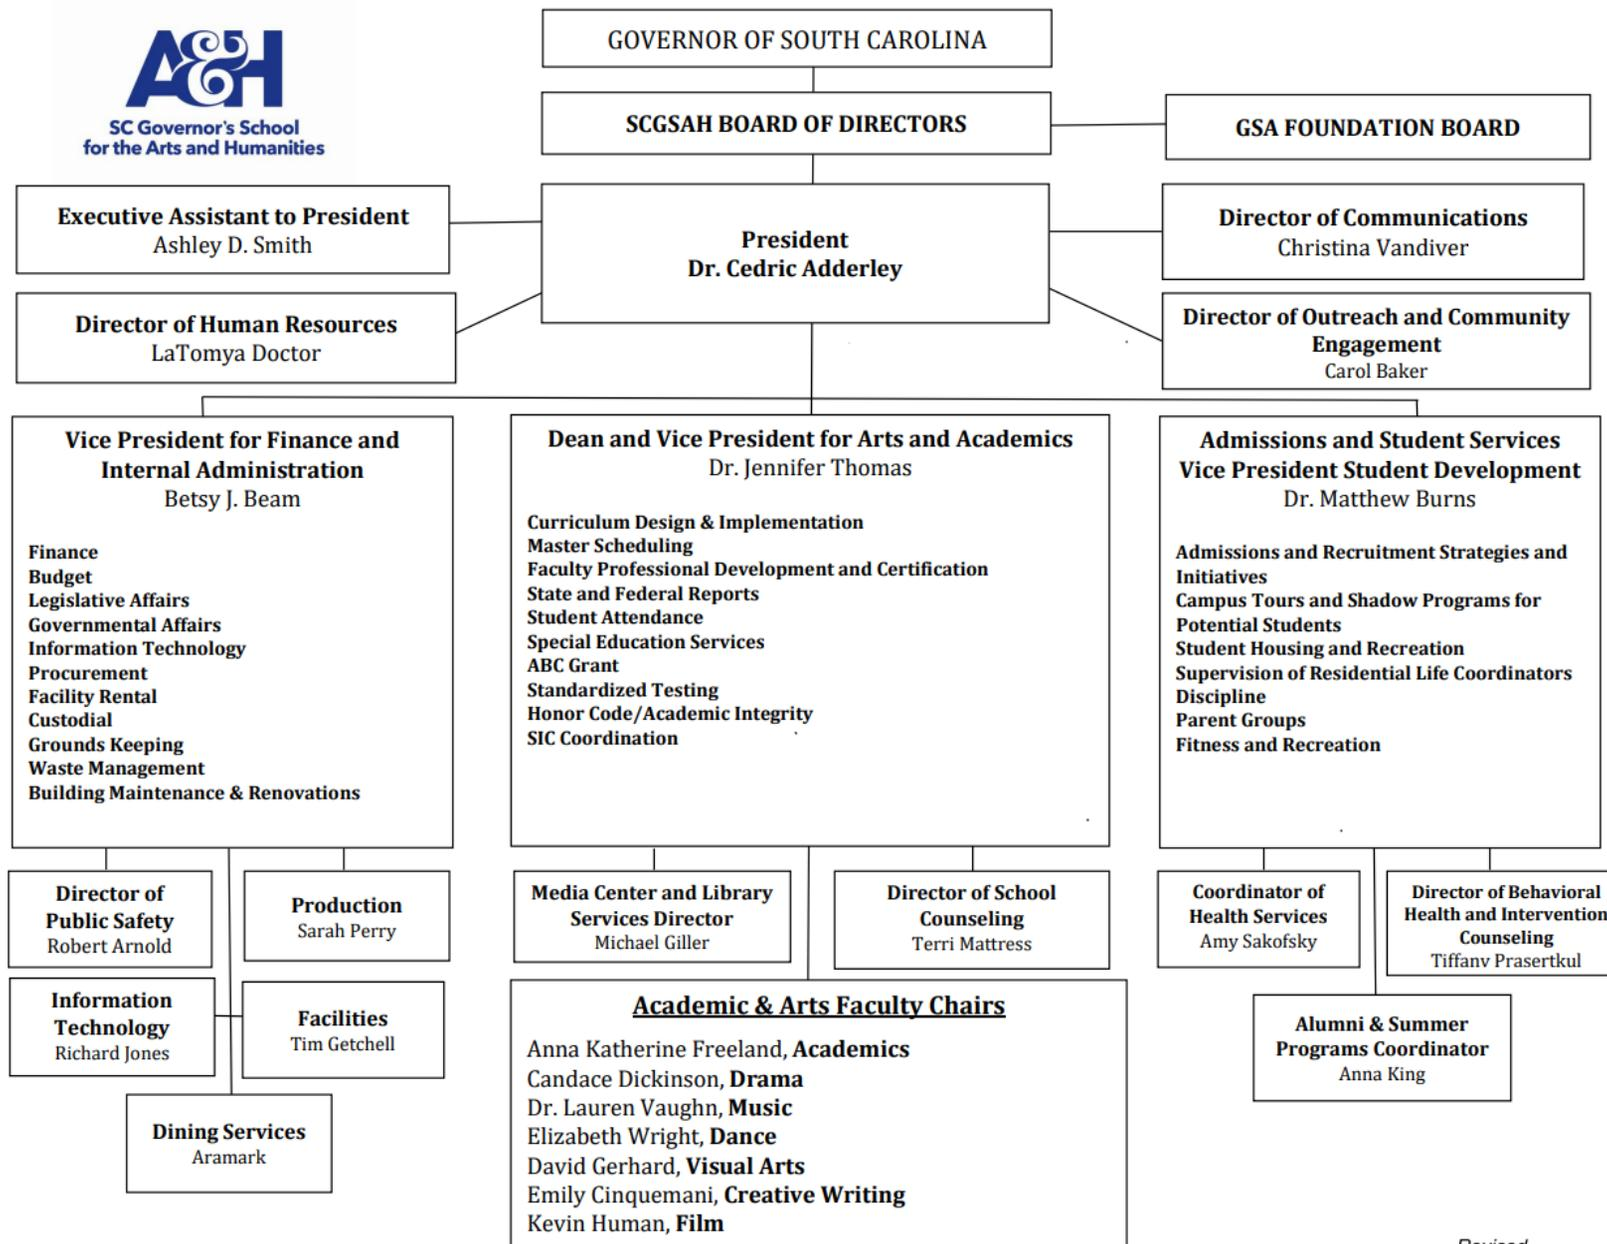 A&H
SC Governor's School
for the Arts and Humanities
GOVERNOR OF SOUTH CAROLINA
SCGSAH BOARD OF DIRECTORS
GSA FOUNDATION BOARD
Executive Assistant to President
Ashley D. Smith
President
Dr. Cedric Adderley
Director of Communications
Christina Vandiver
Director of Human Resources
LaTomya Doctor
Director of Outreach and Community
Engagement
Carol Baker
Vice President for Finance and
Internal Administration
Betsy J. Beam
Finance
Budget
Legislative Affairs
Governmental Affairs
Information Technology
Procurement
Facility Rental
Custodial
Grounds Keeping
Waste Management
Building Maintenance & Renovations
Dean and Vice President for Arts and Academics
Dr. Jennifer Thomas
Curriculum Design & Implementation
Master Scheduling
Faculty Professional Development and Certification
State and Federal Reports
Student Attendance
Special Education Services
ABC Grant
Standardized Testing
Honor Code/Academic Integrity
SIC Coordination
Admissions and Student Services
Vice President Student Development
Dr. Matthew Burns
Admissions and Recruitment Strategies and
Initiatives
Campus Tours and Shadow Programs for
Potential Students
Student Housing and Recreation
Supervision of Residential Life Coordinators
Discipline
Parent Groups
Fitness and Recreation
Director of
Public Safety
Robert Arnold
Production
Sarah Perry
Information
Technology
Richard Jones
Facilities
Tim Getchell
Dining Services
Aramark
Media Center and Library
Services Director
Michael Giller
Director of School
Counseling
Terri Mattress
Academic & Arts Faculty Chairs
Anna Katherine Freeland, Academics
Candace Dickinson, Drama
Dr. Lauren Vaughn, Music
Elizabeth Wright, Dance
David Gerhard, Visual Arts
Emily Cinquemani, Creative Writing
Kevin Human, Film
Coordinator of
Health Services
Amy Sakofsky
Director of Behavioral
Health and Intervention
Counseling
Tiffany Prasertkul
Alumni & Summer
Programs Coordinator
Anna King
Revised